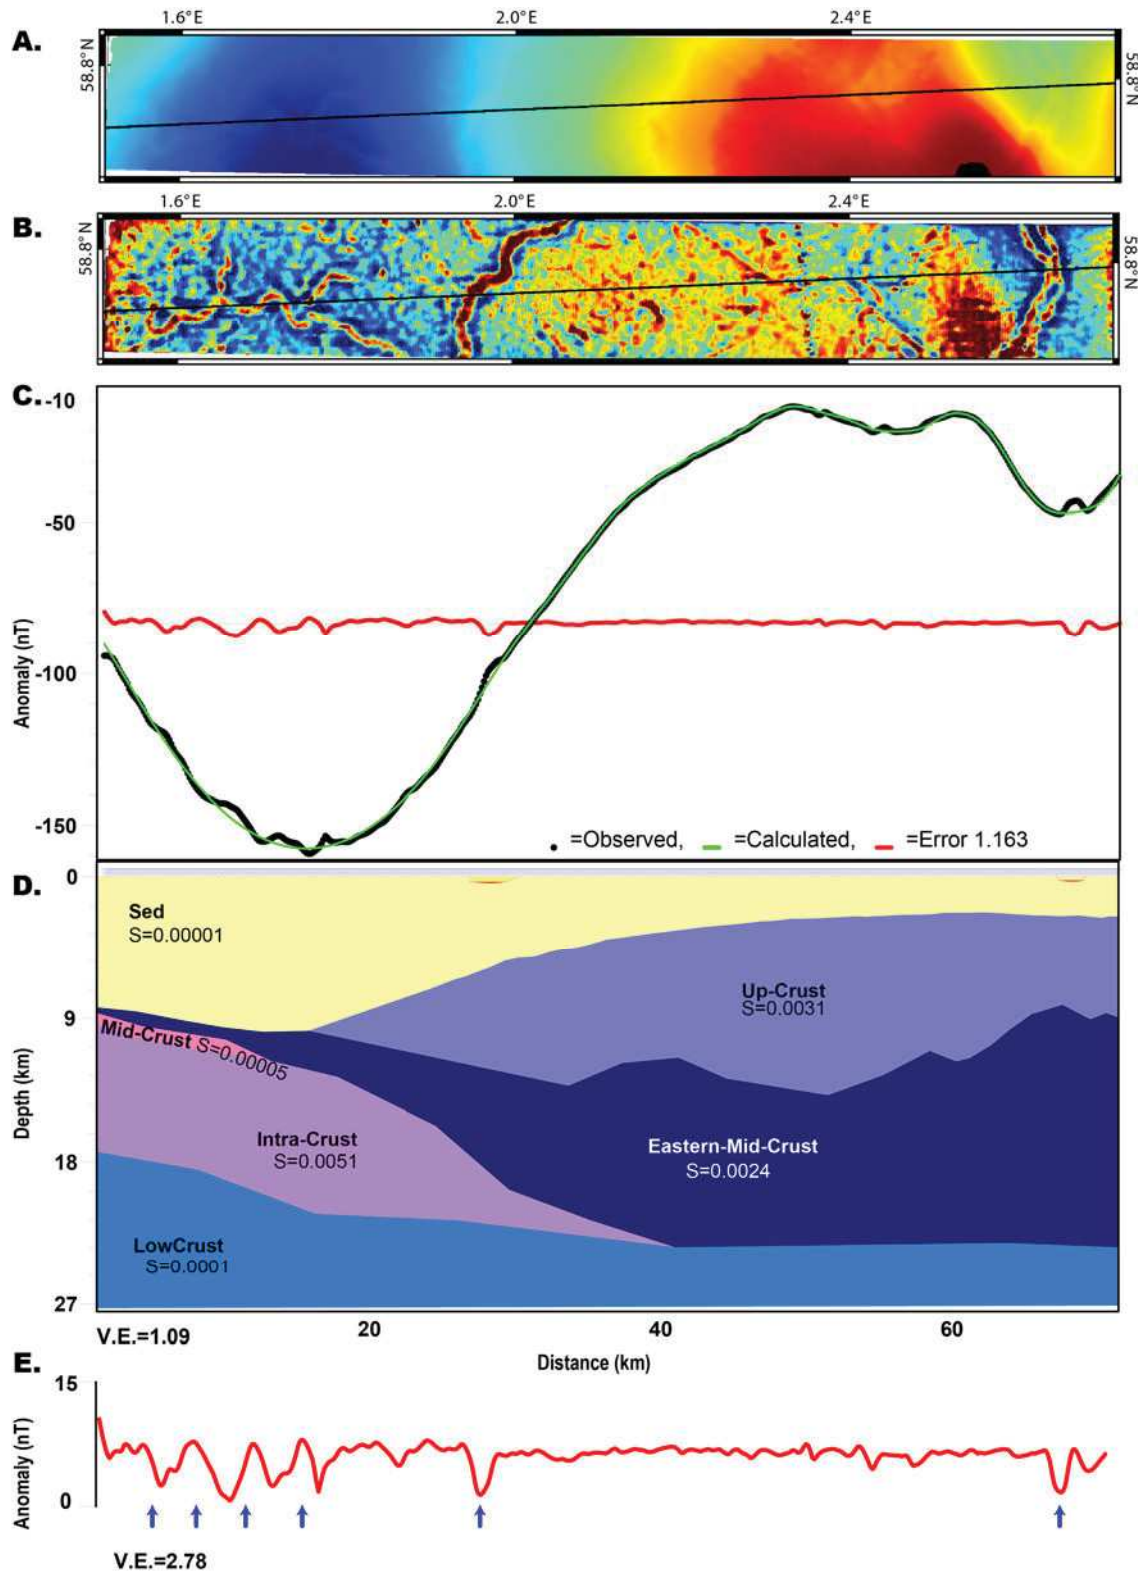 A.
1.6°E 2.0°E 2.4°E
58.8°N 58.8°N
B.
1.6°E 2.0°E 2.4°E
58.8°N 58.8°N
C.
-10
-50
-100
-150
Anomaly (nT)
=Observed, =Calculated, =Error 1.163
D.
0
9
18
27
Depth (km)
Sed
S=0.00001
Up-Crust
S=0.0031
Mid-Crust S=0.00005
Intra-Crust
S=0.0051
Eastern-Mid-Crust
S=0.0024
LowCrust
S=0.0001
V.E.=1.09
20 40 60
Distance (km)
E.
15
0
Anomaly (nT)
V.E.=2.78